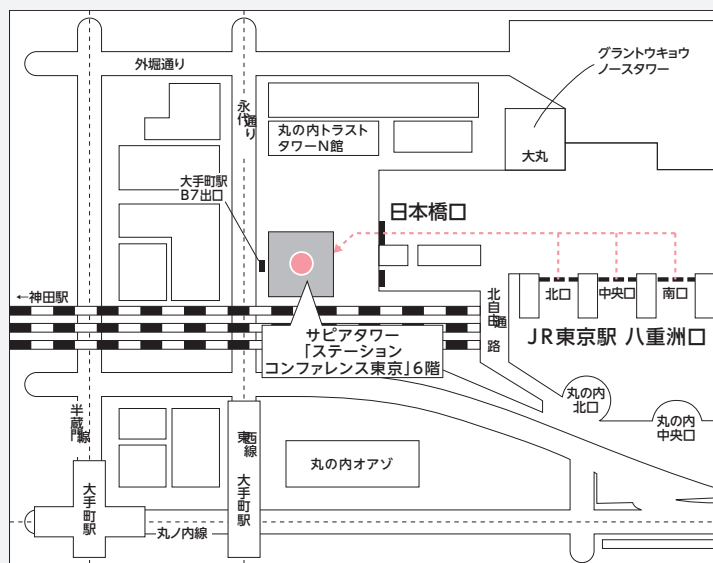 外堀通り
永代通り
グラントウキョウ
ノースタワー
大丸
丸の内トラスト
タワーN館
大手町駅
B7出口
日本橋口
←神田駅
北口
中央口
南口
北自由通路
JR東京駅 八重洲口
サピアタワー
「ステーション
コンファレンス東京」6階
丸の内
北口
丸の内
中央口
半蔵門線
東西線
大手町駅
丸の内オアゾ
大手町駅
丸ノ内線